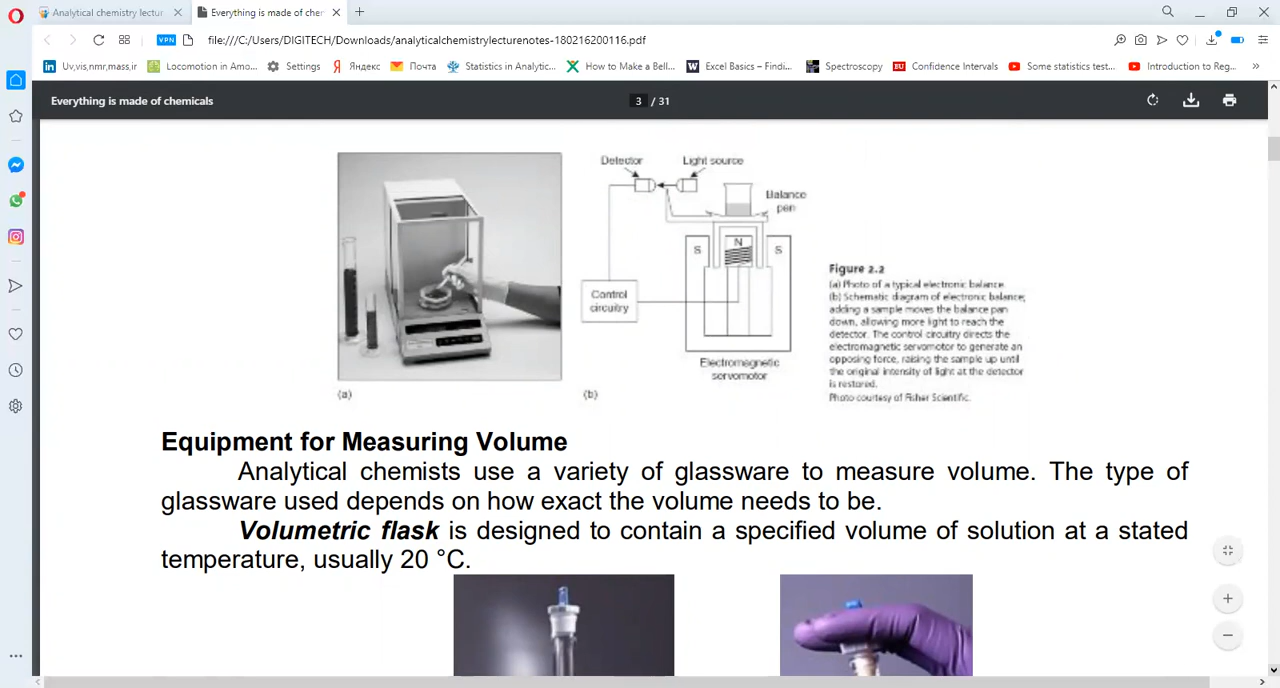 Analytical chemistry lectur
Everything is made of cher
file:///C:/Users/DIGITECH/Downloads/analyticalchemistrylecturenotes-180216200116.pdf
VPN
Uv,vis,nmr,mass,ir
Locomotion in Amo...
Settings
Яндекс
Почта
Statistics in Analytic...
How to Make a Bell...
Excel Basics – Findi...
Spectroscopy
Confidence Intervals
Some statistics test...
Introduction to Reg...
Everything is made of chemicals
3 / 31
Detector
Light source
Balance
pan
N
S
S
Control
circuitry
Electromagnetic
servomotor
(a)
(b)
Figure 2.2
(a) Photo of a typical electronic balance.
(b) Schematic diagram of electronic balance;
adding a sample moves the balance pan
down, allowing more light to reach the
detector. The control circuitry directs the
electromagnetic servomotor to generate an
opposing force, raising the sample up until
the original intensity of light at the detector
is restored.
Photo courtesy of Fisher Scientific.
Equipment for Measuring Volume
Analytical chemists use a variety of glassware to measure volume. The type of
glassware used depends on how exact the volume needs to be.
Volumetric flask is designed to contain a specified volume of solution at a stated
temperature, usually 20 °C.